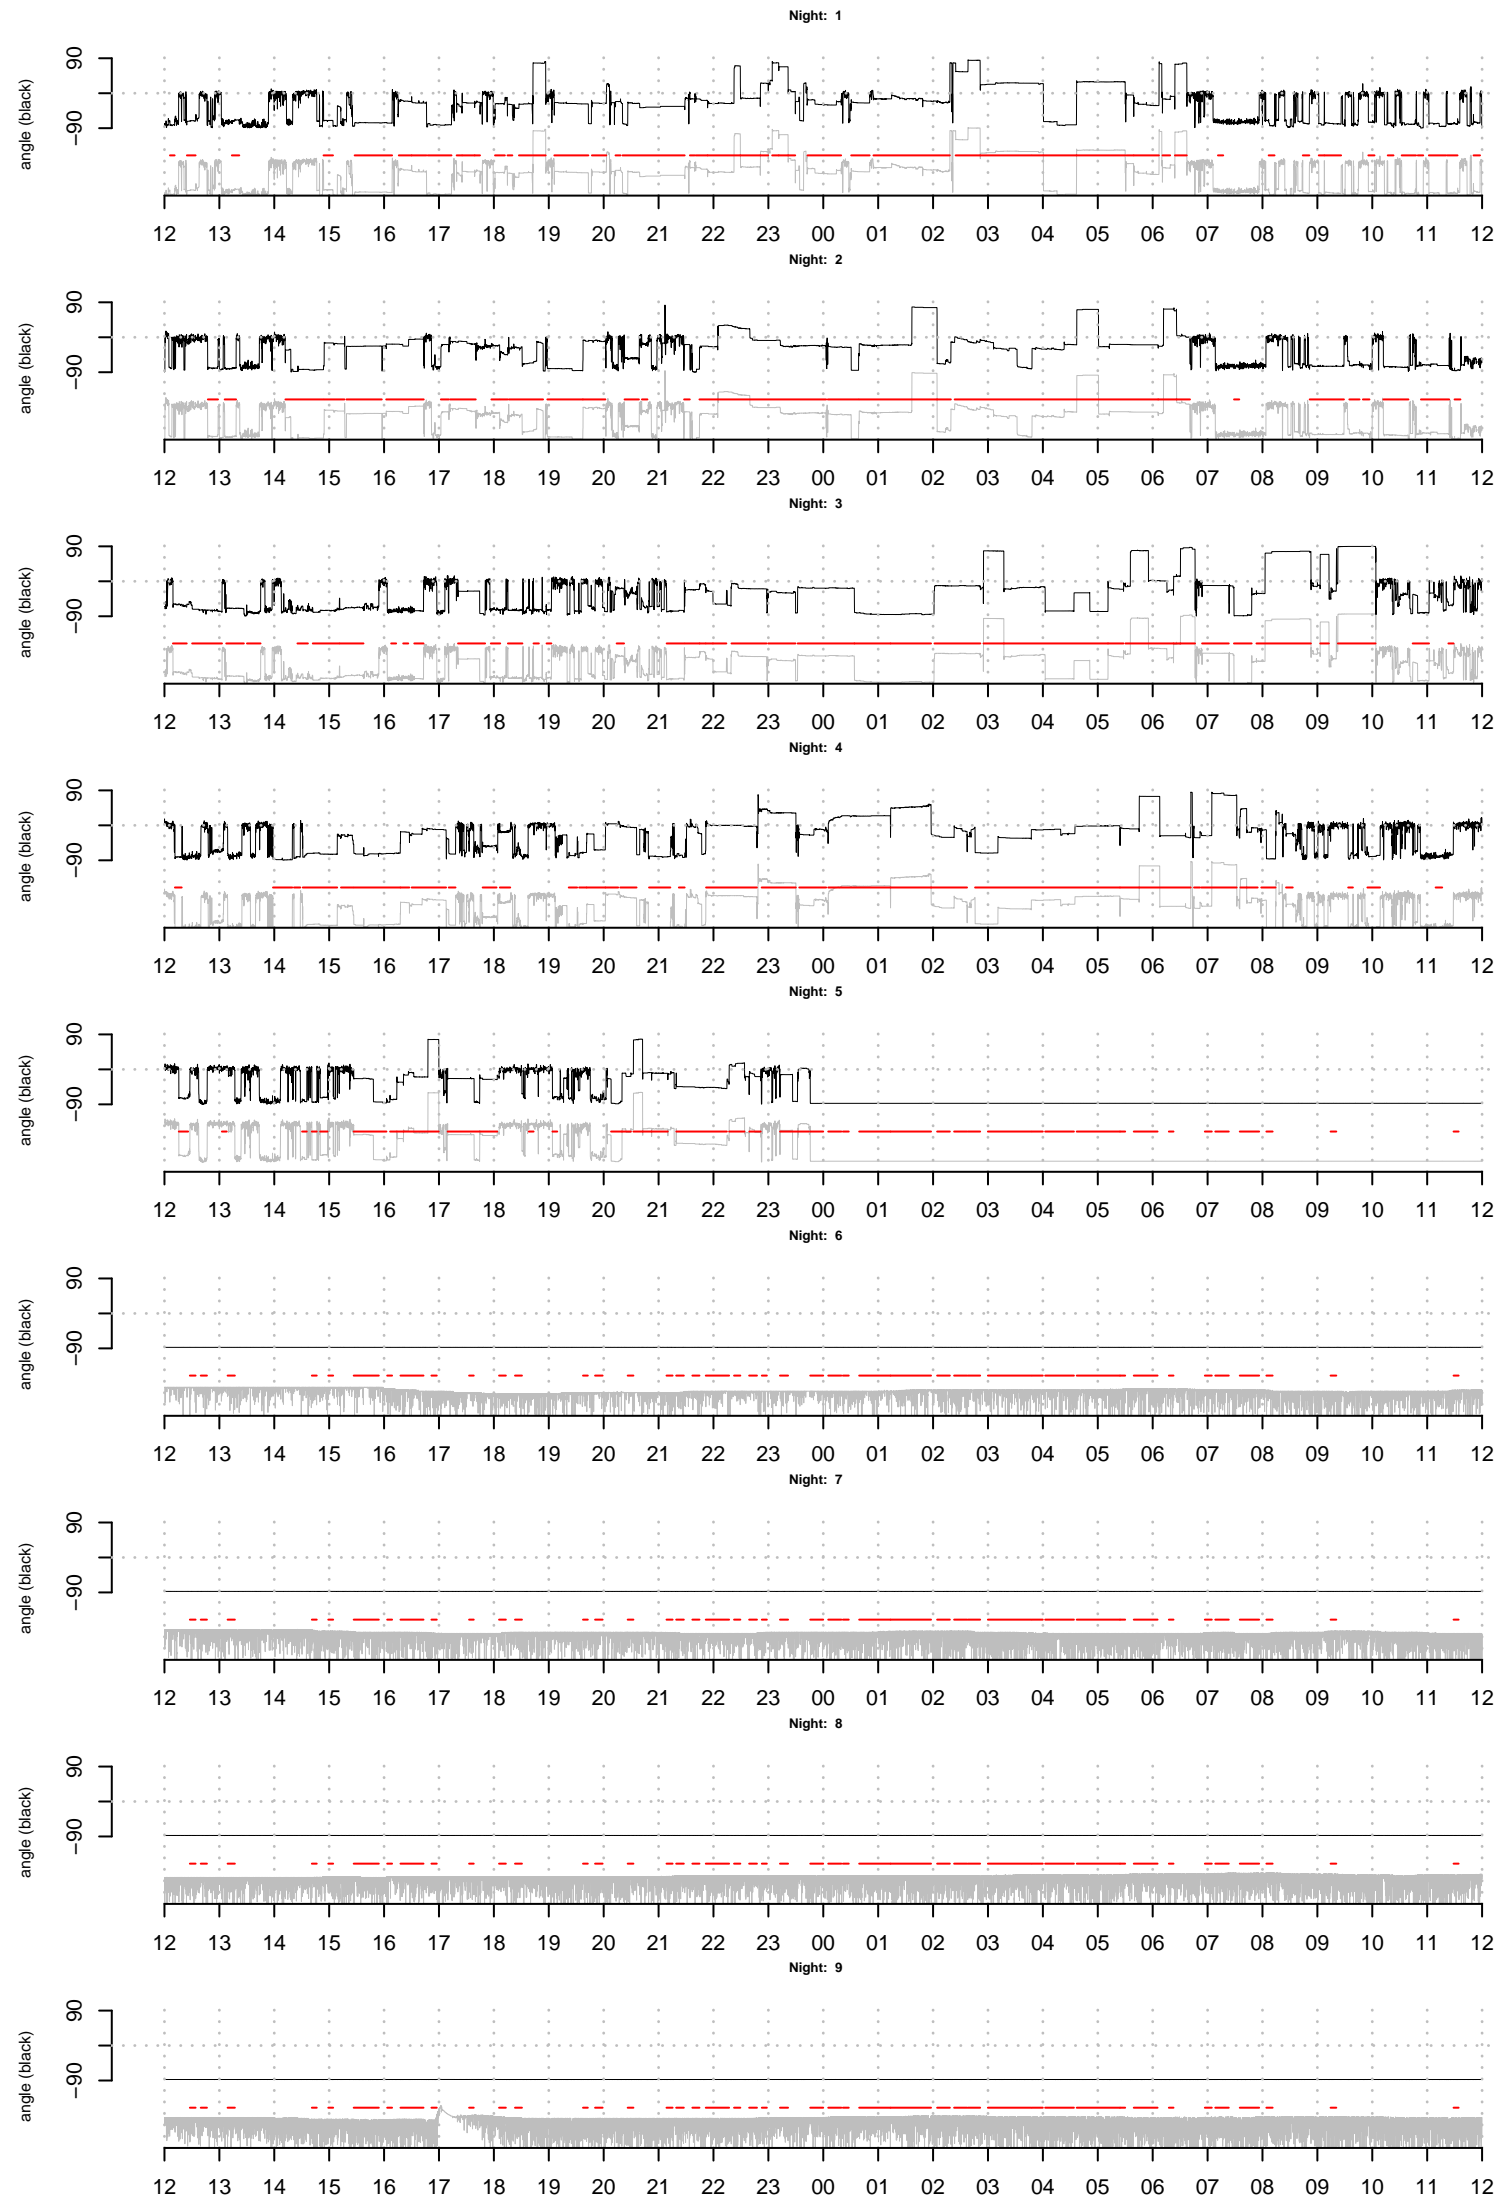 Night: 1
90
-90
angle (black)
12 13 14 15 16 17 18 19 20 21 22 23 00 01 02 03 04 05 06 07 08 09 10 11 12
Night: 2
90
-90
angle (black)
12 13 14 15 16 17 18 19 20 21 22 23 00 01 02 03 04 05 06 07 08 09 10 11 12
Night: 3
90
-90
angle (black)
12 13 14 15 16 17 18 19 20 21 22 23 00 01 02 03 04 05 06 07 08 09 10 11 12
Night: 4
90
-90
angle (black)
12 13 14 15 16 17 18 19 20 21 22 23 00 01 02 03 04 05 06 07 08 09 10 11 12
Night: 5
90
-90
angle (black)
12 13 14 15 16 17 18 19 20 21 22 23 00 01 02 03 04 05 06 07 08 09 10 11 12
Night: 6
90
-90
angle (black)
12 13 14 15 16 17 18 19 20 21 22 23 00 01 02 03 04 05 06 07 08 09 10 11 12
Night: 7
90
-90
angle (black)
12 13 14 15 16 17 18 19 20 21 22 23 00 01 02 03 04 05 06 07 08 09 10 11 12
Night: 8
90
-90
angle (black)
12 13 14 15 16 17 18 19 20 21 22 23 00 01 02 03 04 05 06 07 08 09 10 11 12
Night: 9
90
-90
angle (black)
12 13 14 15 16 17 18 19 20 21 22 23 00 01 02 03 04 05 06 07 08 09 10 11 12